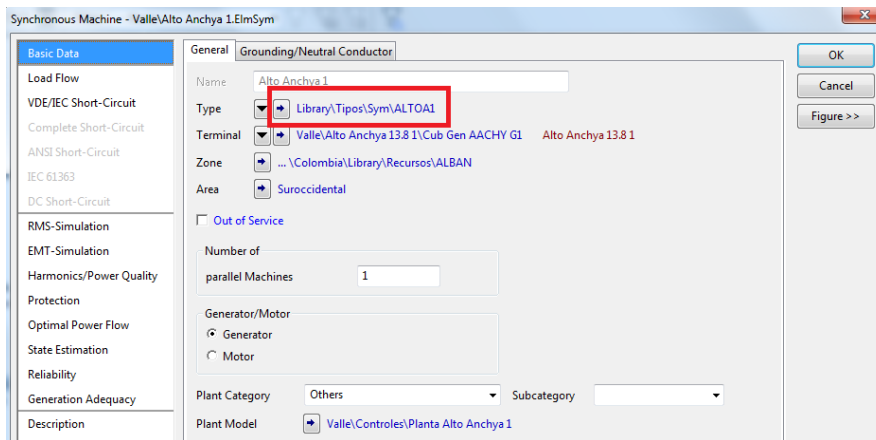 Synchronous Machine - Valle\Alto Anchya 1.ElmSym
Basic Data
Load Flow
VDE/IEC Short-Circuit
Complete Short-Circuit
ANSI Short-Circuit
IEC 61363
DC Short-Circuit
RMS-Simulation
EMT-Simulation
Harmonics/Power Quality
Protection
Optimal Power Flow
State Estimation
Reliability
Generation Adequacy
Description
General Grounding/Neutral Conductor
Name Alto Anchya 1
Type Library\Tipos\Sym\ALTOA1
Terminal Valle\Alto Anchya 13.8 1\Cub Gen AACHY G1 Alto Anchya 13.8 1
Zone ... \Colombia\Library\Recursos\ALBAN
Area Suroccidental
Out of Service
Number of
parallel Machines 1
Generator/Motor
Generator
Motor
Plant Category Others Subcategory
Plant Model Valle\Controles\Planta Alto Anchya 1
OK
Cancel
Figure >>